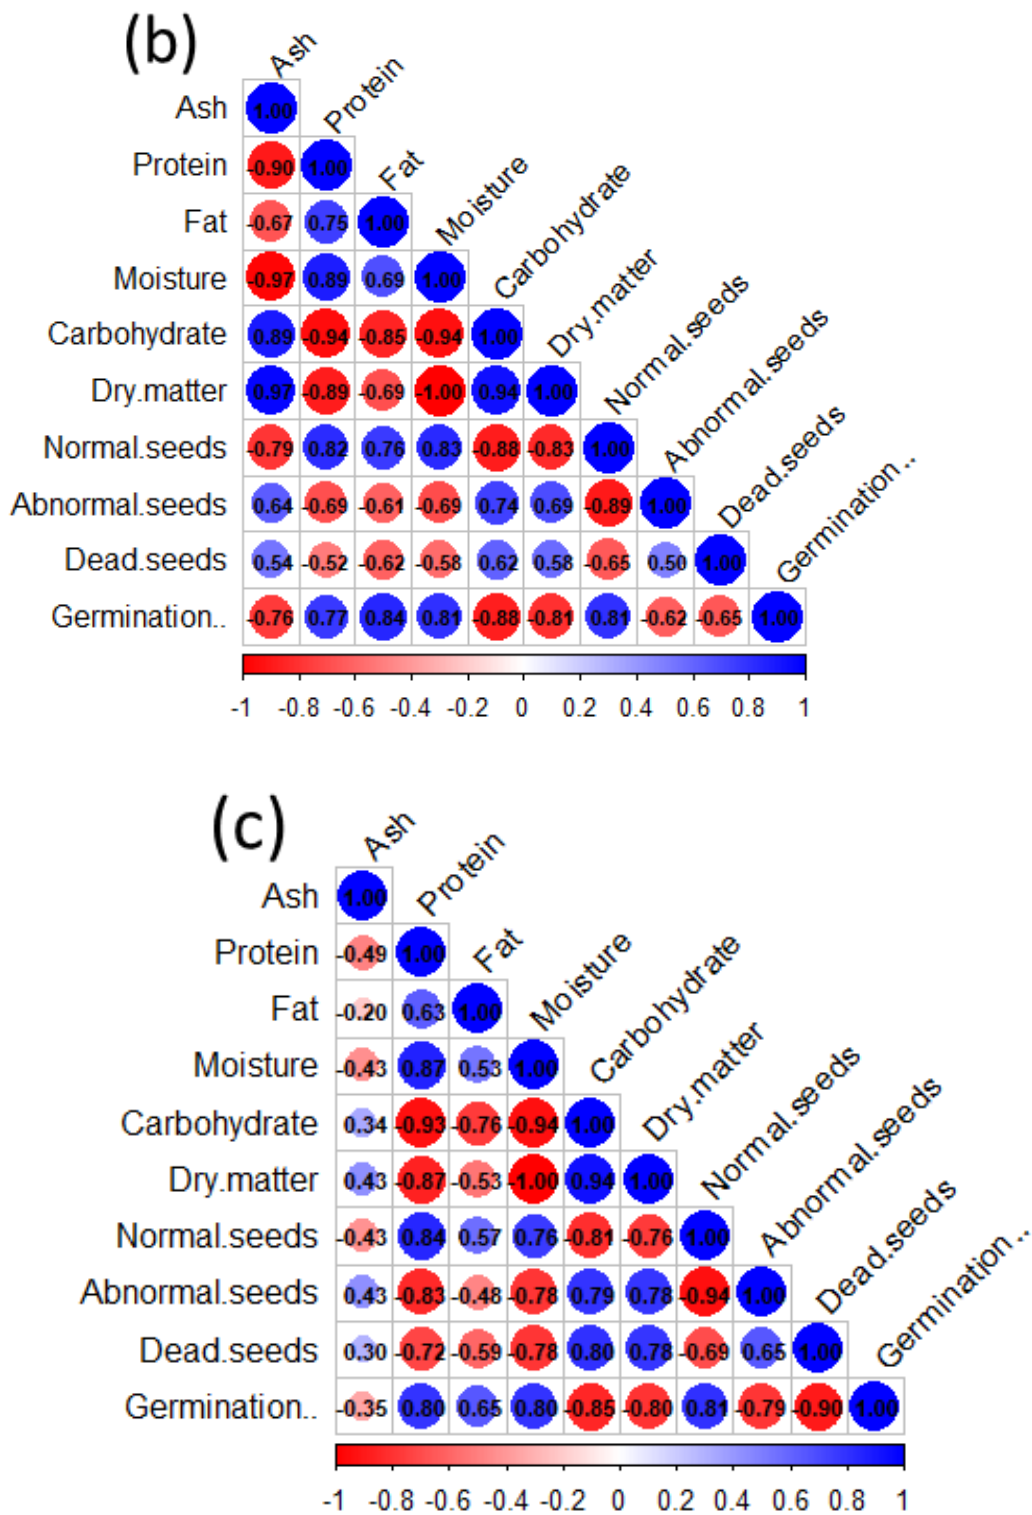 (b)
Ash
Protein
Fat
Moisture
Carbohydrate
Dry.matter
Normal.seeds
Abnormal.seeds
Dead.seeds
Germination..
Ash 1.00
Protein -0.90 1.00
Fat -0.67 0.75 1.00
Moisture -0.97 0.89 0.69 1.00
Carbohydrate 0.89 -0.94 -0.85 -0.94 1.00
Dry.matter 0.97 -0.89 -0.69 -1.00 0.94 1.00
Normal.seeds -0.79 0.82 0.76 0.83 -0.88 -0.83 1.00
Abnormal.seeds 0.64 -0.69 -0.61 -0.69 0.74 0.69 -0.89 1.00
Dead.seeds 0.54 -0.52 -0.62 -0.58 0.62 0.58 -0.65 0.50 1.00
Germination.. -0.76 0.77 0.84 0.81 -0.88 -0.81 0.81 -0.62 -0.65 1.00
-1 -0.8 -0.6 -0.4 -0.2 0 0.2 0.4 0.6 0.8 1
(c)
Ash
Protein
Fat
Moisture
Carbohydrate
Dry.matter
Normal.seeds
Abnormal.seeds
Dead.seeds
Germination..
Ash 1.00
Protein -0.49 1.00
Fat -0.20 0.63 1.00
Moisture -0.43 0.87 0.53 1.00
Carbohydrate 0.34 -0.93 -0.76 -0.94 1.00
Dry.matter 0.43 -0.87 -0.53 -1.00 0.94 1.00
Normal.seeds -0.43 0.84 0.57 0.76 -0.81 -0.76 1.00
Abnormal.seeds 0.43 -0.83 -0.48 -0.78 0.79 0.78 -0.94 1.00
Dead.seeds 0.30 -0.72 -0.59 -0.78 0.80 0.78 -0.69 0.65 1.00
Germination.. -0.35 0.80 0.65 0.80 -0.85 -0.80 0.81 -0.79 -0.90 1.00
-1 -0.8 -0.6 -0.4 -0.2 0 0.2 0.4 0.6 0.8 1